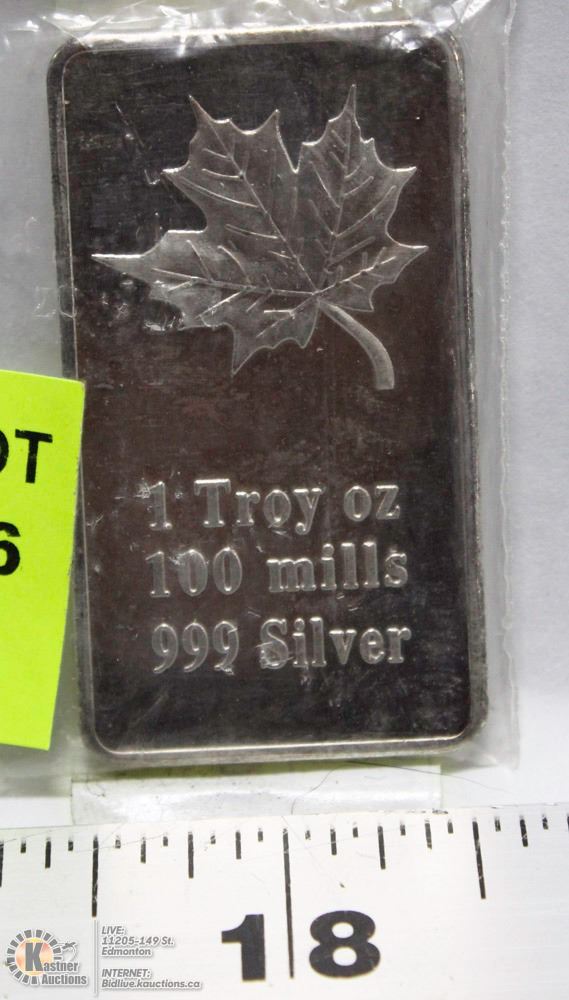 1 Troy oz
100 mills
999 Silver
OT
6
18
Kastner
Auctions
LIVE:
11205-149 St.
Edmonton
INTERNET:
Bidlive.kauctions.ca